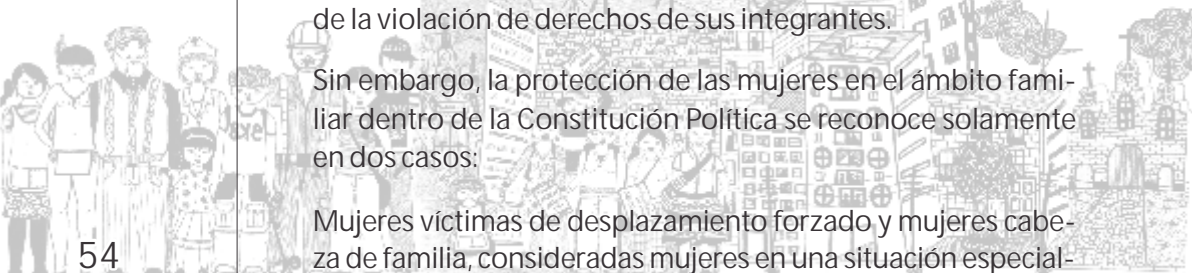 de la violación de derechos de sus integrantes.
Sin embargo, la protección de las mujeres en el ámbito fami-
liar dentro de la Constitución Política se reconoce solamente
en dos casos:
Mujeres víctimas de desplazamiento forzado y mujeres cabe-
za de familia, consideradas mujeres en una situación especial-
54